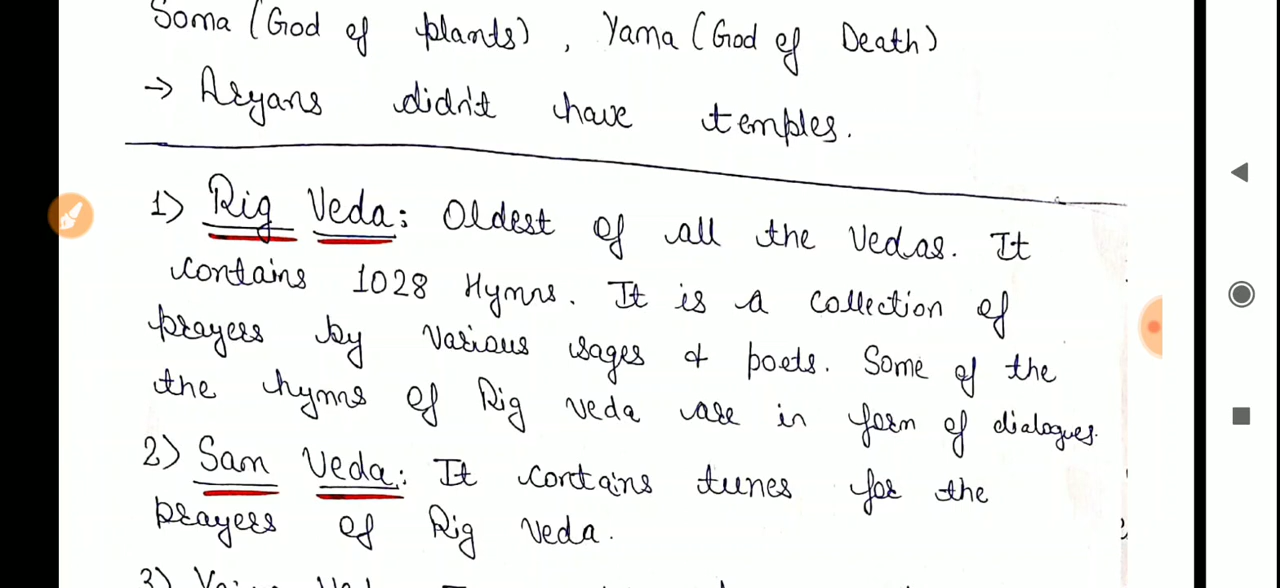 Soma (God of plants), Yama (God of Death)
→ Aryans didn't have temples.
1) Rig Veda: Oldest of all the Vedas. It
contains 1028 Hymns. It is a collection of
prayers by various sages & poets. Some of the
the hymns of Rig veda are in form of dialogues.
2) Sam Veda: It contains tunes for the
prayers of Rig Veda.
3)